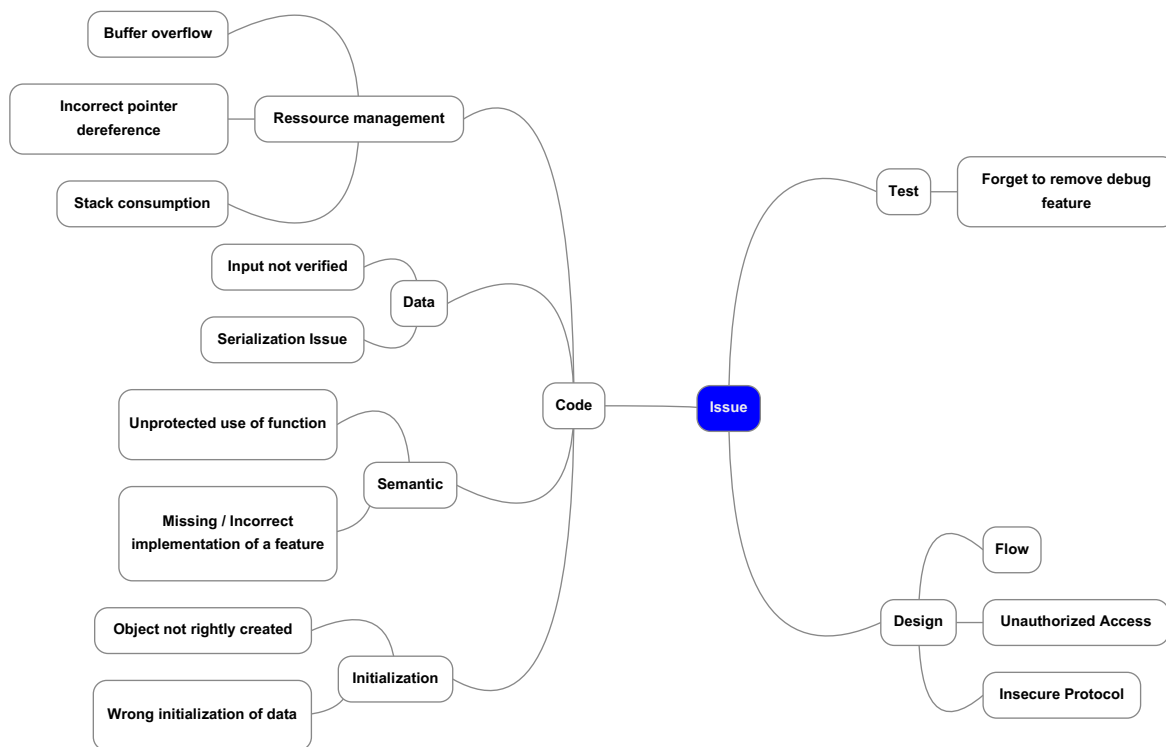 Buffer overflow
Incorrect pointer
dereference
Ressource management
Stack consumption
Input not verified
Data
Serialization Issue
Unprotected use of function
Semantic
Missing / Incorrect
implementation of a feature
Object not rightly created
Initialization
Wrong initialization of data
Code
Issue
Test
Forget to remove debug
feature
Flow
Design
Unauthorized Access
Insecure Protocol